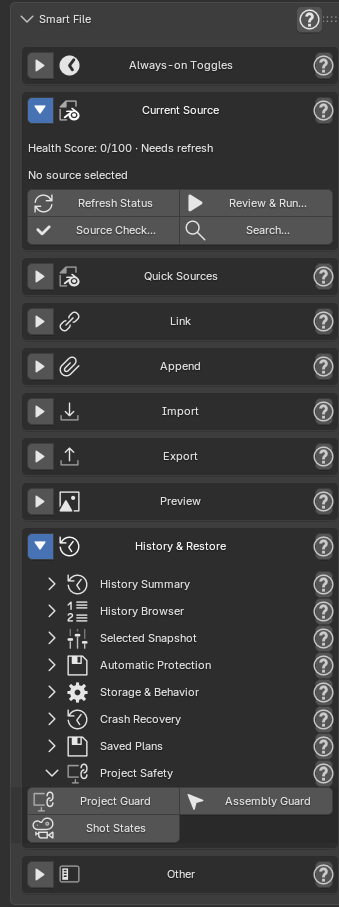 Smart File
Always-on Toggles
Current Source
Health Score: 0/100 · Needs refresh
No source selected
Refresh Status Review & Run...
Source Check... Search...
Quick Sources
Link
Append
Import
Export
Preview
History & Restore
History Summary
History Browser
Selected Snapshot
Automatic Protection
Storage & Behavior
Crash Recovery
Saved Plans
Project Safety
Project Guard Assembly Guard
Shot States
Other